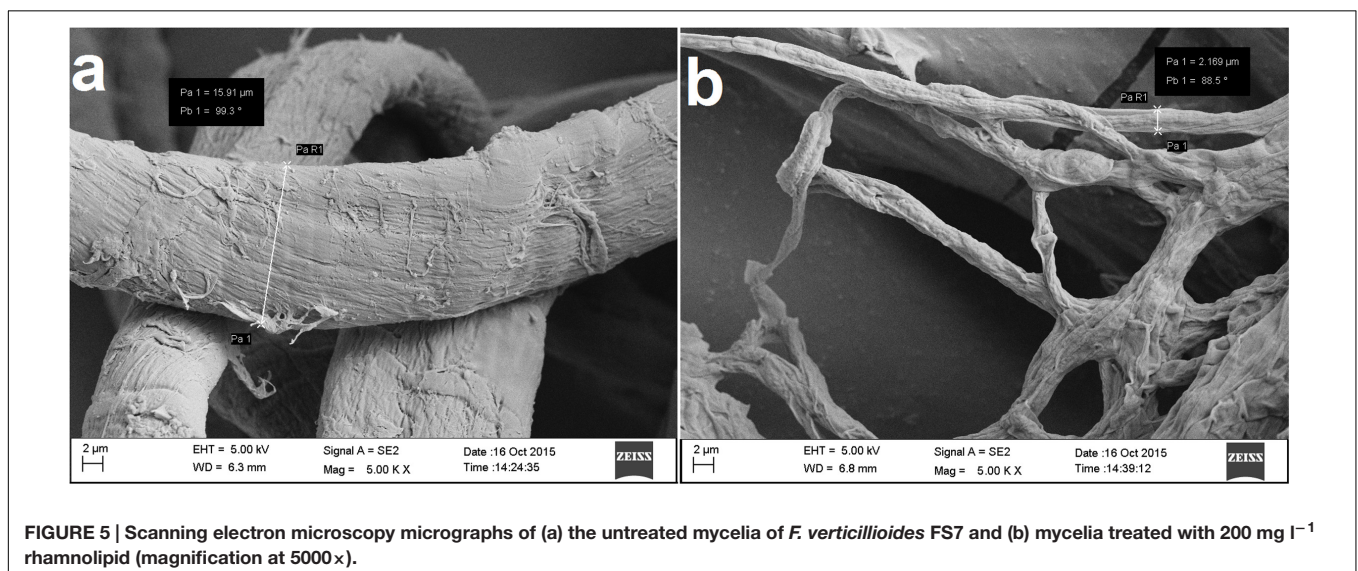 a
Pa 1 = 15.91 µm
Pb 1 = 99.3 °
Pa R1
Pa 1
2 µm
EHT = 5.00 kV
Signal A = SE2
Date :16 Oct 2015
WD = 6.3 mm
Mag = 5.00 K X
Time :14:24:35
ZEISS
b
Pa 1 = 2.169 µm
Pb 1 = 88.5 °
Pa R1
Pa 1
2 µm
EHT = 5.00 kV
Signal A = SE2
Date :16 Oct 2015
WD = 6.8 mm
Mag = 5.00 K X
Time :14:39:12
ZEISS
FIGURE 5 | Scanning electron microscopy micrographs of (a) the untreated mycelia of F. verticillioides FS7 and (b) mycelia treated with 200 mg l⁻¹
rhamnolipid (magnification at 5000×).